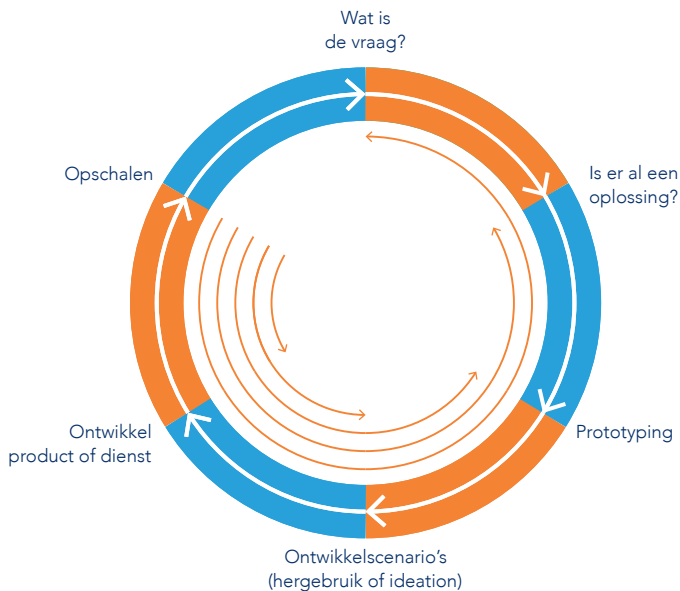 Wat is
de vraag?
Is er al een
oplossing?
Prototyping
Ontwikkelscenario's
(hergebruik of ideation)
Ontwikkel
product of dienst
Opschalen